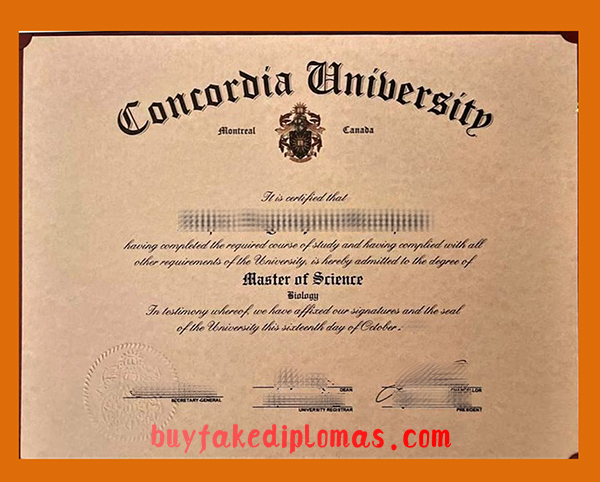 Concordia University
Montreal Canada
It is certified that
having completed the required course of study and having complied with all
other requirements of the University, is hereby admitted to the degree of
Master of Science
Biology
In testimony whereof, we have affixed our signatures and the seal
of the University this sixteenth day of October
SECRETARY-GENERAL
DEAN
CHANCELLOR
UNIVERSITY REGISTRAR
PRESIDENT
buyfakediplomas.com